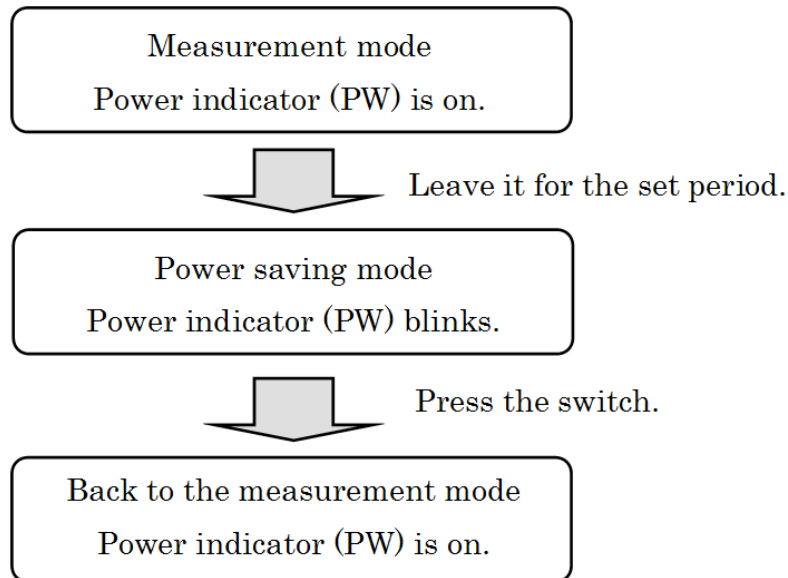 Measurement mode
Power indicator (PW) is on.
Leave it for the set period.
Power saving mode
Power indicator (PW) blinks.
Press the switch.
Back to the measurement mode
Power indicator (PW) is on.